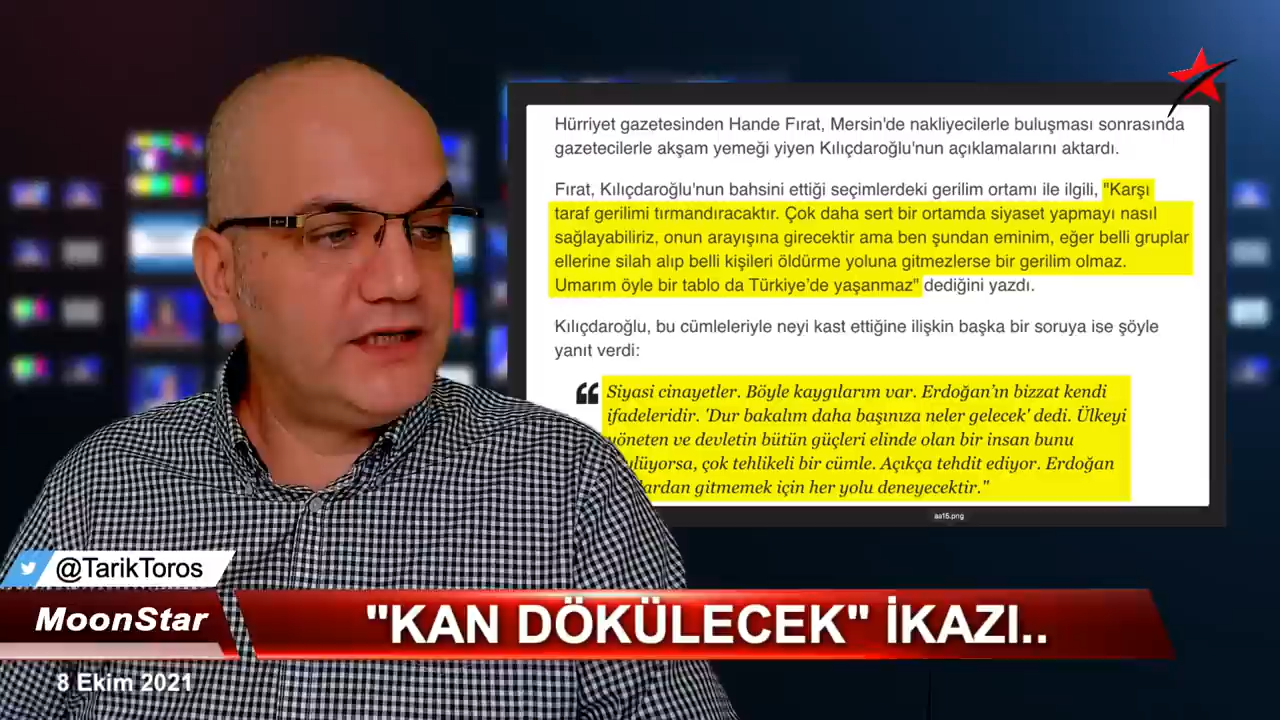 Hürriyet gazetesinden Hande Fırat, Mersin'de nakliyecilerle buluşması sonrasında
gazetecilerle akşam yemeği yiyen Kılıçdaroğlu'nun açıklamalarını aktardı.
Fırat, Kılıçdaroğlu'nun bahsini ettiği seçimlerdeki gerilim ortamı ile ilgili, "Karşı
taraf gerilimi tırmandıracaktır. Çok daha sert bir ortamda siyaset yapmayı nasıl
sağlayabiliriz, onun arayışına girecektir ama ben şundan eminim, eğer belli gruplar
ellerine silah alıp belli kişileri öldürme yoluna gitmezlerse bir gerilim olmaz.
Umarım öyle bir tablo da Türkiye'de yaşanmaz" dediğini yazdı.
Kılıçdaroğlu, bu cümleleriyle neyi kast ettiğine ilişkin başka bir soruya ise şöyle
yanıt verdi:
“ Siyasi cinayetler. Böyle kaygılarım var. Erdoğan'ın bizzat kendi
ifadeleridir. 'Dur bakalım daha başınıza neler gelecek' dedi. Ülkeyi
yöneten ve devletin bütün güçleri elinde olan bir insan bunu
ylüyorsa, çok tehlikeli bir cümle. Açıkça tehdit ediyor. Erdoğan
lardan gitmemek için her yolu deneyecektir."
aa15.png
@TarikToros
MoonStar
"KAN DÖKÜLECEK" İKAZI..
8 Ekim 2021